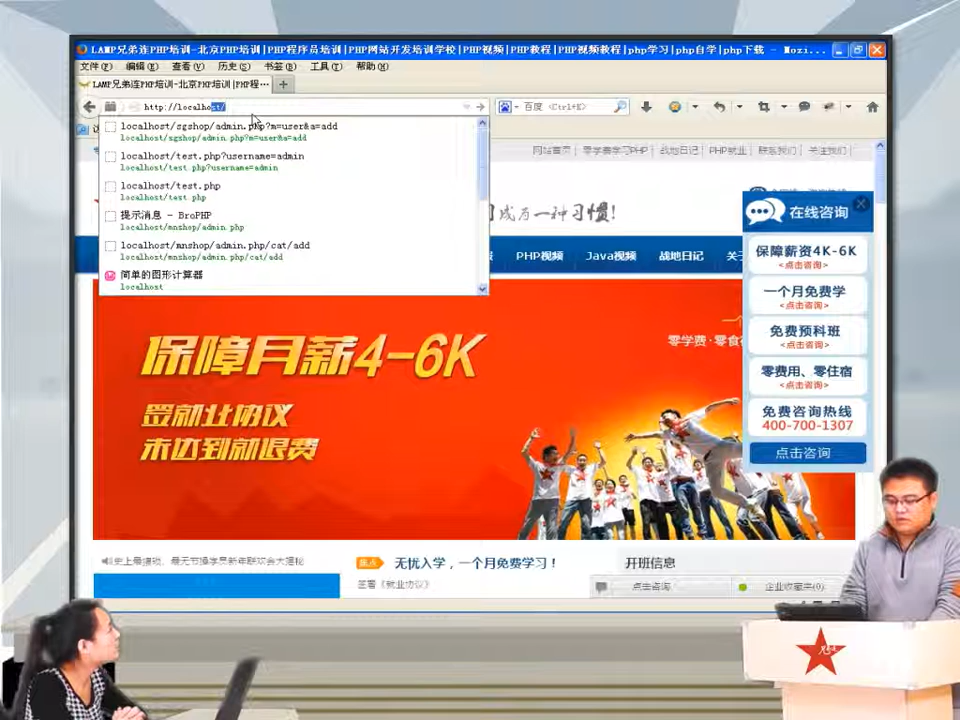 LAMP兄弟连PHP培训-北京PHP培训|PHP程序员培训|PHP网站开发培训学校|PHP视频|PHP教程|PHP视频教程|php学习|php自学|php下载 - Mozi...
文件(F) 编辑(E) 查看(V) 历史(S) 书签(B) 工具(T) 帮助(H)
LAMP兄弟连PHP培训-北京PHP培训|PHP程...
http://localhost/
百度 <Ctrl+K>
localhost/sgshop/admin.php?m=user&a=add
localhost/sgshop/admin.php?m=user&a=add
localhost/test.php?username=admin
localhost/test.php?username=admin
localhost/test.php
localhost/test.php
提示消息 - BroPHP
localhost/mnshop/admin.php
localhost/mnshop/admin.php/cat/add
localhost/mnshop/admin.php/cat/add
简单的图形计算器
localhost
网站首页 零学费学习PHP 战地日记 PHP就业 联系我们 关注我们
成为一种习惯!
PHP视频 Java视频 战地日记 关于
在线咨询
保障薪资4K-6K
<点击咨询>
一个月免费学
<点击咨询>
免费预科班
<点击咨询>
零费用、零住宿
<点击咨询>
免费咨询热线
400-700-1307
点击咨询
保障月薪4-6K
签就业协议
未达到就退费
零学费·零食宿
无忧入学，一个月免费学习！
签署《就业协议》
开班信息
点击咨询
企业收藏夹(0)